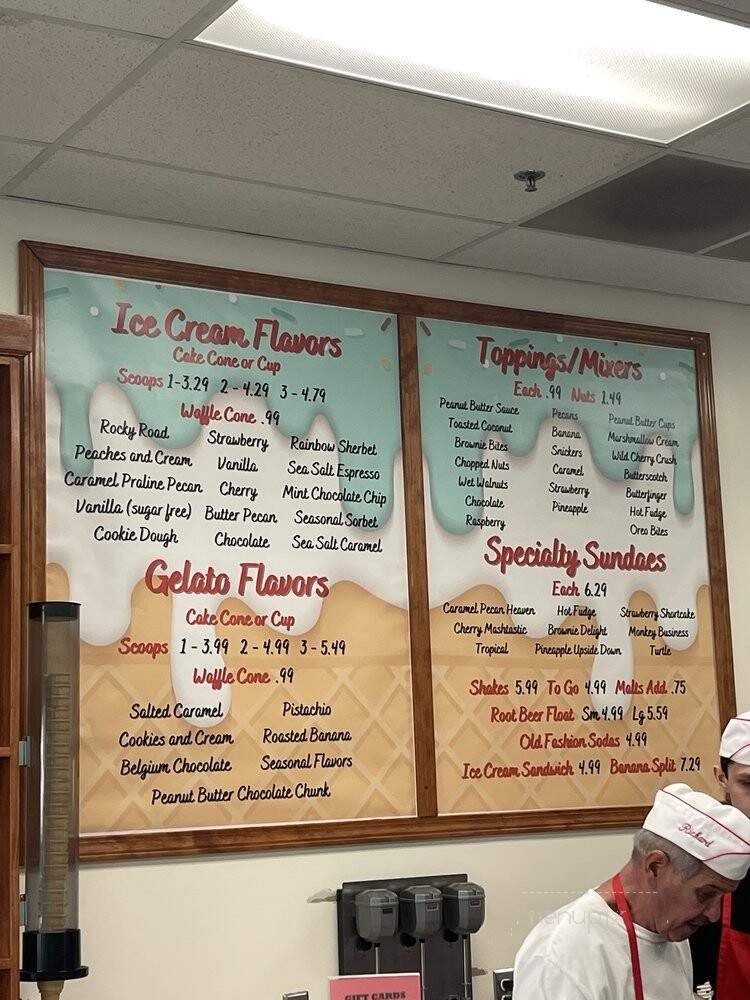 Ice Cream Flavors
Cake Cone or Cup
Scoops 1-3.29 2 - 4.29 3 - 4.79
Waffle Cone .99
Rocky Road
Peaches and Cream
Caramel Praline Pecan
Vanilla (sugar free)
Cookie Dough
Strawberry
Vanilla
Cherry
Butter Pecan
Chocolate
Rainbow Sherbet
Sea Salt Espresso
Mint Chocolate Chip
Seasonal Sorbet
Sea Salt Caramel
Gelato Flavors
Cake Cone or Cup
Scoops 1 - 3.99 2 - 4.99 3 - 5.49
Waffle Cone .99
Salted Caramel
Cookies and Cream
Belgium Chocolate
Pistachio
Roasted Banana
Seasonal Flavors
Peanut Butter Chocolate Chunk
Toppings/Mixers
Each .99 Nuts 1.49
Peanut Butter Sauce
Toasted Coconut
Brownie Bites
Chopped Nuts
Wet Walnuts
Chocolate
Raspberry
Pecans
Banana
Snickers
Caramel
Strawberry
Pineapple
Peanut Butter Cups
Marshmallow Cream
Wild Cherry Crush
Butterscotch
Butterfinger
Hot Fudge
Oreo Bites
Specialty Sundaes
Each 6.29
Caramel Pecan Heaven
Cherry Mashtastic
Tropical
Hot Fudge
Brownie Delight
Pineapple Upside Down
Strawberry Shortcake
Monkey Business
Turtle
Shakes 5.99 To Go 4.99 Malts Add .75
Root Beer Float Sm 4.99 Lg 5.59
Old Fashion Sodas 4.99
Ice Cream Sandwich 4.99 Banana Split 7.29
Richard
GIFT CARDS